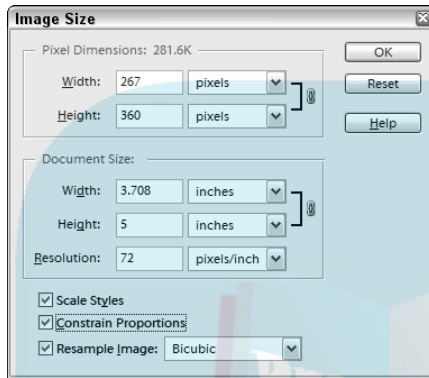 Image Size
Pixel Dimensions: 281.6K
Width: 267 pixels
Height: 360 pixels
Document Size:
Width: 3.708 inches
Height: 5 inches
Resolution: 72 pixels/inch
Scale Styles
Constrain Proportions
Resample Image: Bicubic
OK
Reset
Help